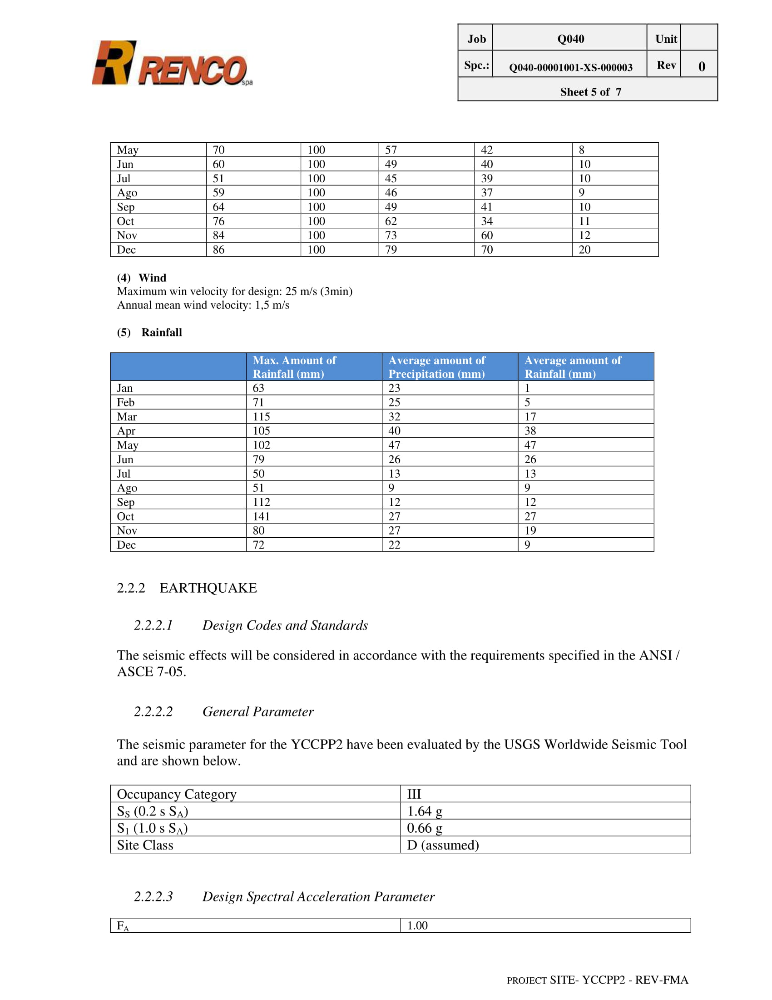 R RENCO spa
Job Q040 Unit
Spc.: Q040-00001001-XS-000003 Rev 0
Sheet 5 of 7
May 70 100 57 42 8
Jun 60 100 49 40 10
Jul 51 100 45 39 10
Ago 59 100 46 37 9
Sep 64 100 49 41 10
Oct 76 100 62 34 11
Nov 84 100 73 60 12
Dec 86 100 79 70 20
(4) Wind
Maximum win velocity for design: 25 m/s (3min)
Annual mean wind velocity: 1,5 m/s
(5) Rainfall
Max. Amount of Rainfall (mm) Average amount of Precipitation (mm) Average amount of Rainfall (mm)
Jan 63 23 1
Feb 71 25 5
Mar 115 32 17
Apr 105 40 38
May 102 47 47
Jun 79 26 26
Jul 50 13 13
Ago 51 9 9
Sep 112 12 12
Oct 141 27 27
Nov 80 27 19
Dec 72 22 9
2.2.2 EARTHQUAKE
2.2.2.1 Design Codes and Standards
The seismic effects will be considered in accordance with the requirements specified in the ANSI /
ASCE 7-05.
2.2.2.2 General Parameter
The seismic parameter for the YCCPP2 have been evaluated by the USGS Worldwide Seismic Tool
and are shown below.
Occupancy Category III
SS (0.2 s SA) 1.64 g
S1 (1.0 s SA) 0.66 g
Site Class D (assumed)
2.2.2.3 Design Spectral Acceleration Parameter
FA 1.00
PROJECT SITE- YCCPP2 - REV-FMA